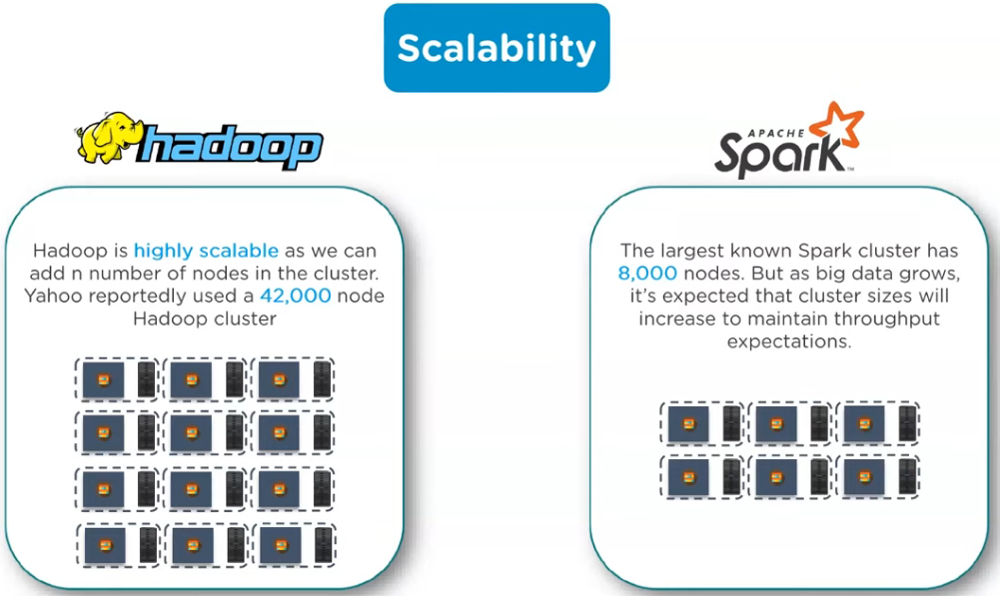 Scalability
hadoop
Hadoop is highly scalable as we can
add n number of nodes in the cluster.
Yahoo reportedly used a 42,000 node
Hadoop cluster
APACHE
Spark™
The largest known Spark cluster has
8,000 nodes. But as big data grows,
it's expected that cluster sizes will
increase to maintain throughput
expectations.